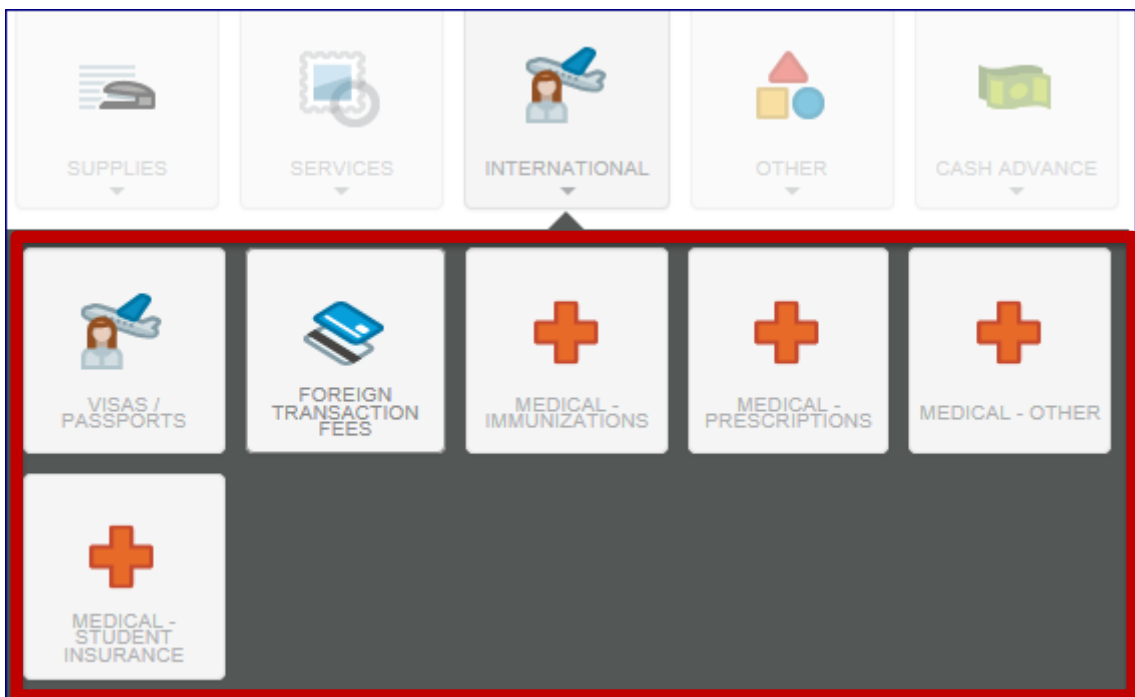 SUPPLIES
SERVICES
INTERNATIONAL
OTHER
CASH ADVANCE
VISAS /
PASSPORTS
FOREIGN
TRANSACTION
FEES
MEDICAL -
IMMUNIZATIONS
MEDICAL -
PRESCRIPTIONS
MEDICAL - OTHER
MEDICAL -
STUDENT
INSURANCE